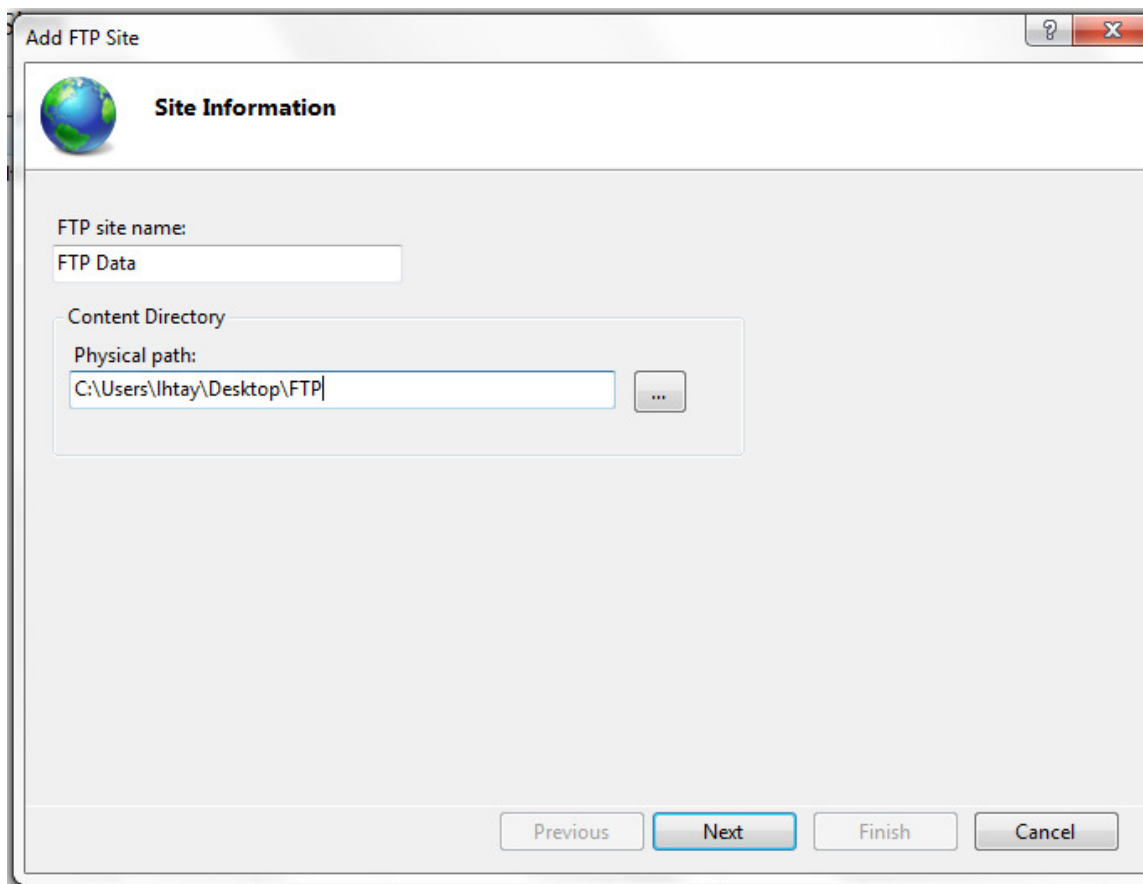 Add FTP Site
Site Information
FTP site name:
FTP Data
Content Directory
Physical path:
C:\Users\lhtay\Desktop\FTP
...
Previous
Next
Finish
Cancel